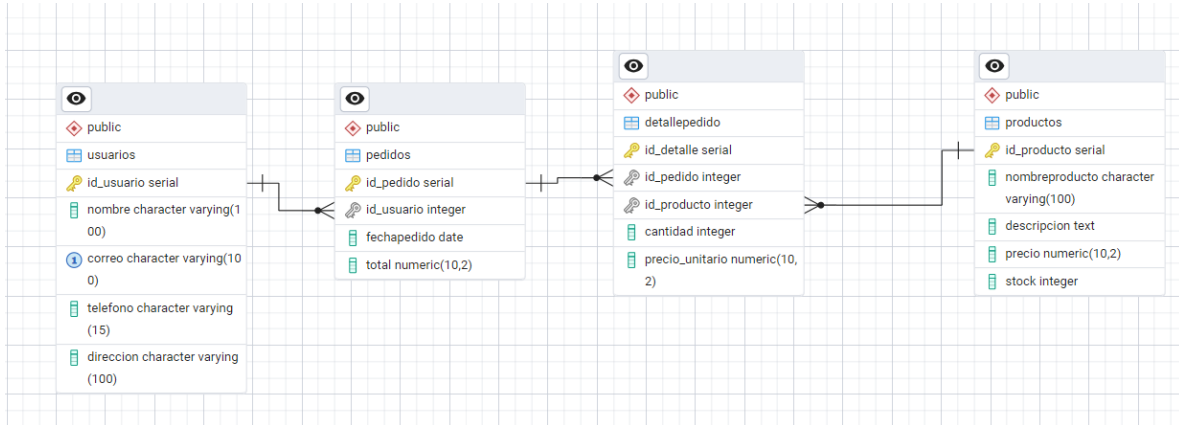 public
usuarios
id_usuario serial
nombre character varying(1
00)
1
correo character varying(10
0)
telefono character varying
(15)
direccion character varying
(100)
public
pedidos
id_pedido serial
id_usuario integer
fechapedido date
total numeric(10,2)
public
detallepedido
id_detalle serial
id_pedido integer
id_producto integer
cantidad integer
precio_unitario numeric(10,
2)
public
productos
id_producto serial
nombreproducto character
varying(100)
descripcion text
precio numeric(10,2)
stock integer